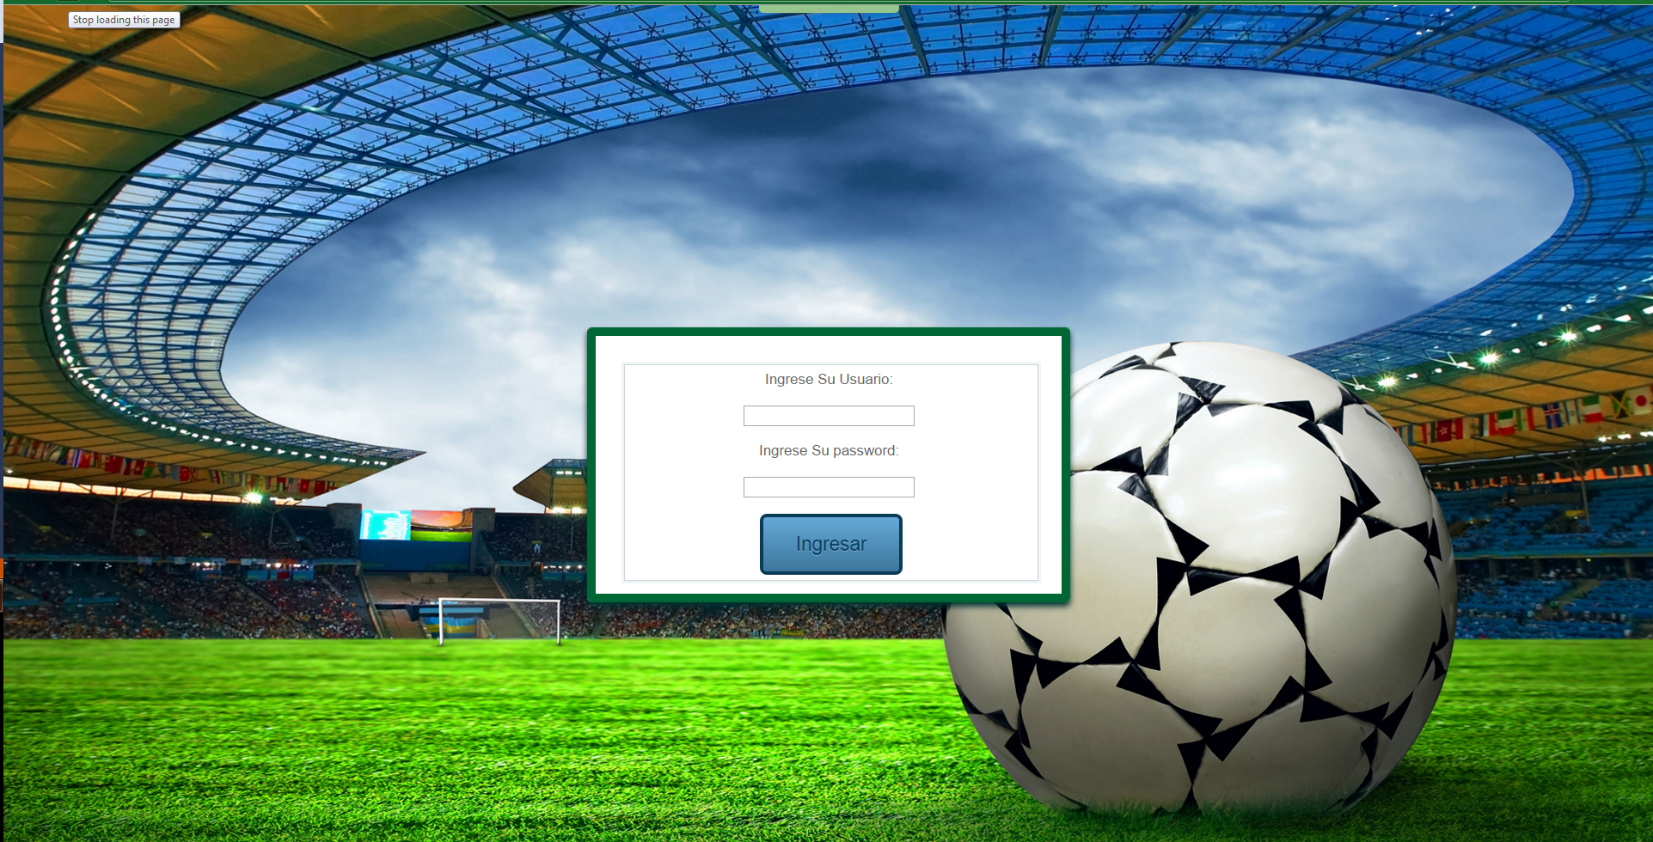 Stop loading this page
Ingrese Su Usuario:
Ingrese Su password:
Ingresar